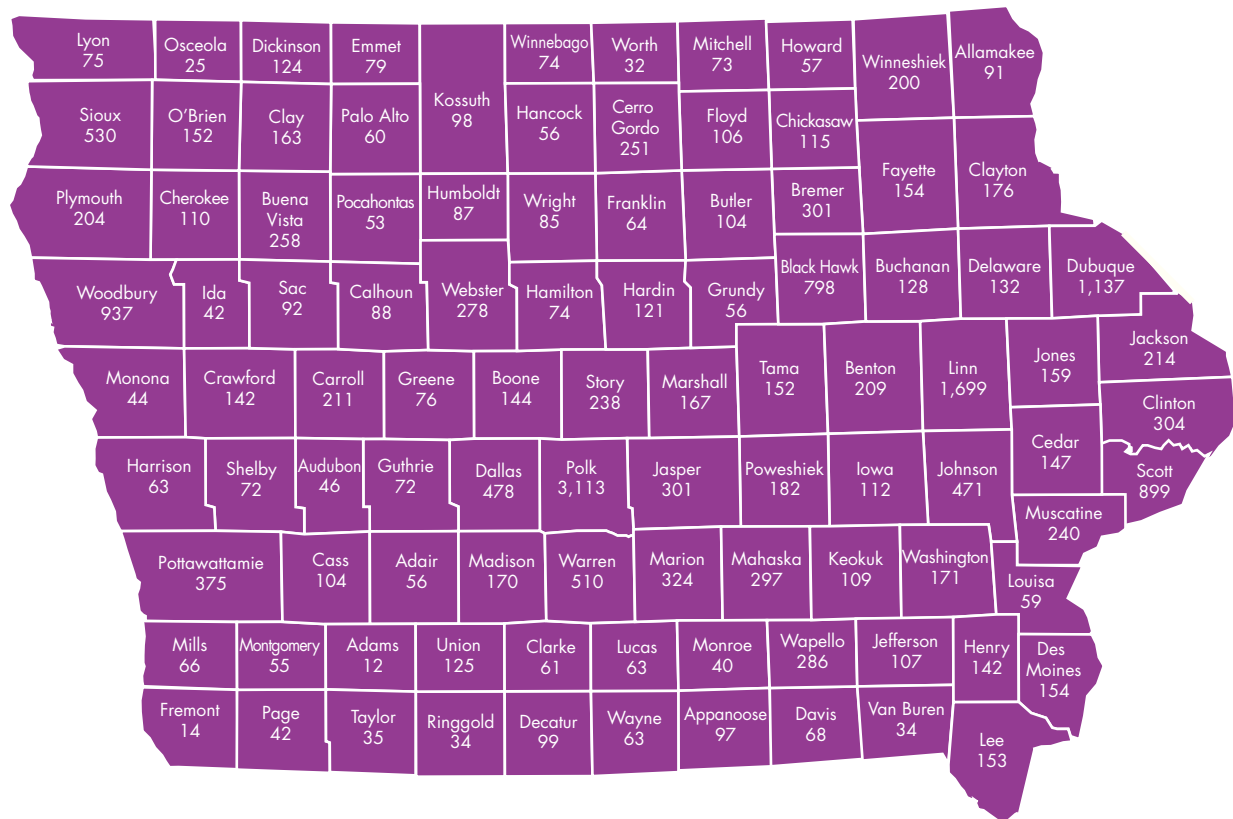 Lyon
75
Osceola
25
Dickinson
124
Emmet
79
Kossuth
98
Winnebago
74
Worth
32
Mitchell
73
Howard
57
Winneshiek
200
Allamakee
91
Sioux
530
O'Brien
152
Clay
163
Palo Alto
60
Hancock
56
Cerro
Gordo
251
Floyd
106
Chickasaw
115
Fayette
154
Clayton
176
Plymouth
204
Cherokee
110
Buena
Vista
258
Pocahontas
53
Humboldt
87
Wright
85
Franklin
64
Butler
104
Bremer
301
Woodbury
937
Ida
42
Sac
92
Calhoun
88
Webster
278
Hamilton
74
Hardin
121
Grundy
56
Black Hawk
798
Buchanan
128
Delaware
132
Dubuque
1,137
Monona
44
Crawford
142
Carroll
211
Greene
76
Boone
144
Story
238
Marshall
167
Tama
152
Benton
209
Linn
1,699
Jones
159
Jackson
214
Clinton
304
Harrison
63
Shelby
72
Audubon
46
Guthrie
72
Dallas
478
Polk
3,113
Jasper
301
Poweshiek
182
Iowa
112
Johnson
471
Cedar
147
Scott
899
Muscatine
240
Pottawattamie
375
Cass
104
Adair
56
Madison
170
Warren
510
Marion
324
Mahaska
297
Keokuk
109
Washington
171
Louisa
59
Mills
66
Montgomery
55
Adams
12
Union
125
Clarke
61
Lucas
63
Monroe
40
Wapello
286
Jefferson
107
Henry
142
Des
Moines
154
Fremont
14
Page
42
Taylor
35
Ringgold
34
Decatur
99
Wayne
63
Appanoose
97
Davis
68
Van Buren
34
Lee
153